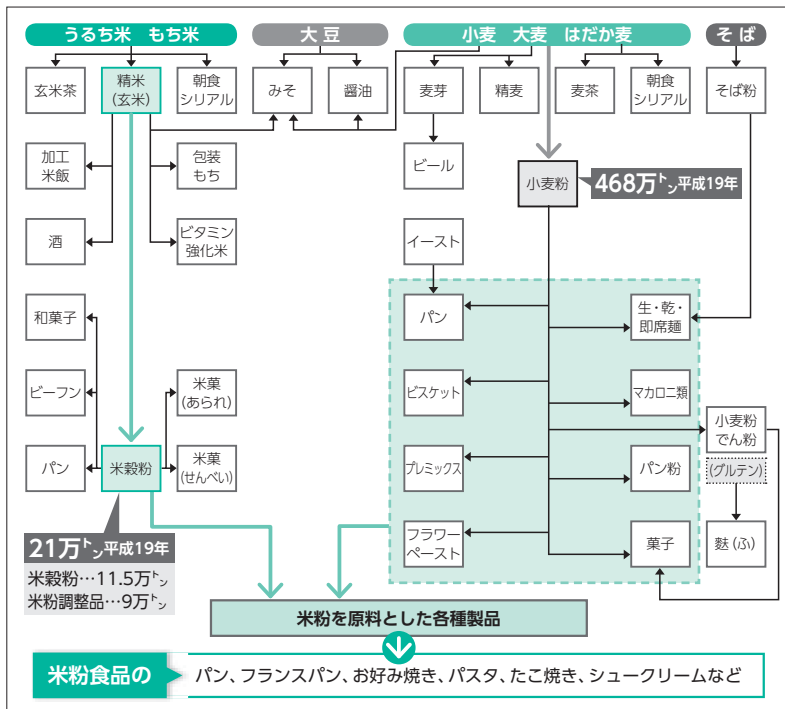 うるち米 もち米
大豆
小麦 大麦 はだか麦
そば
玄米茶
精米
(玄米)
朝食
シリアル
みそ
醤油
麦芽
精麦
麦茶
朝食
シリアル
そば粉
加工
米飯
包装
もち
ビール
小麦粉
468万トン平成19年
酒
ビタミン
強化米
イースト
和菓子
パン
生・乾・
即席麺
ビーフン
米菓
(あられ)
ビスケット
マカロニ類
小麦粉
でん粉
パン
米穀粉
米菓
(せんべい)
プレミックス
パン粉
(グルテン)
21万トン平成19年
米穀粉…11.5万トン
米粉調整品…9万トン
フラワー
ペースト
菓子
麩(ふ)
米粉を原料とした各種製品
米粉食品の
パン、フランスパン、お好み焼き、パスタ、たこ焼き、シュークリームなど